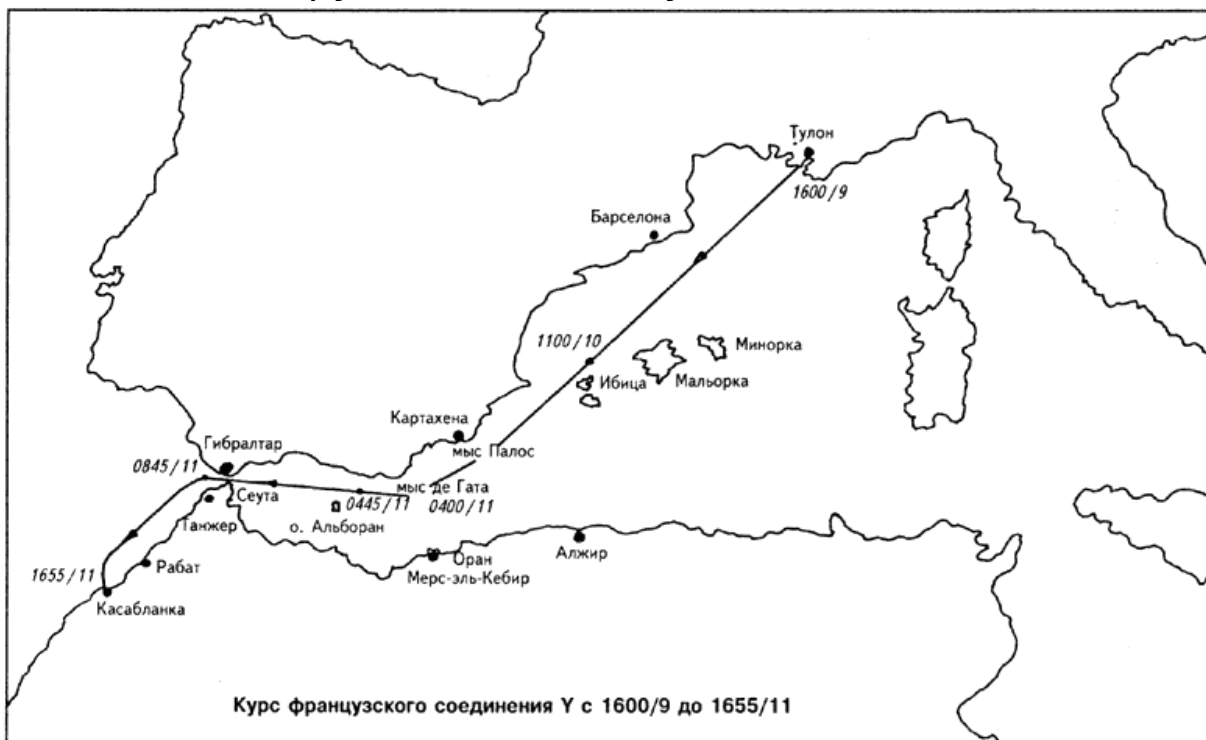 Тулон
1600/9
Барселона
1100/10
Минорка
Ибица
Мальорка
Картахена
мыс Палос
Гибралтар
0845/11
мыс де Гата
Сеута
0445/11
0400/11
Танжер
о. Альборан
Оран
Алжир
Мерс-эль-Кебир
Рабат
1655/11
Касабланка
Курс французского соединения Y с 1600/9 до 1655/11